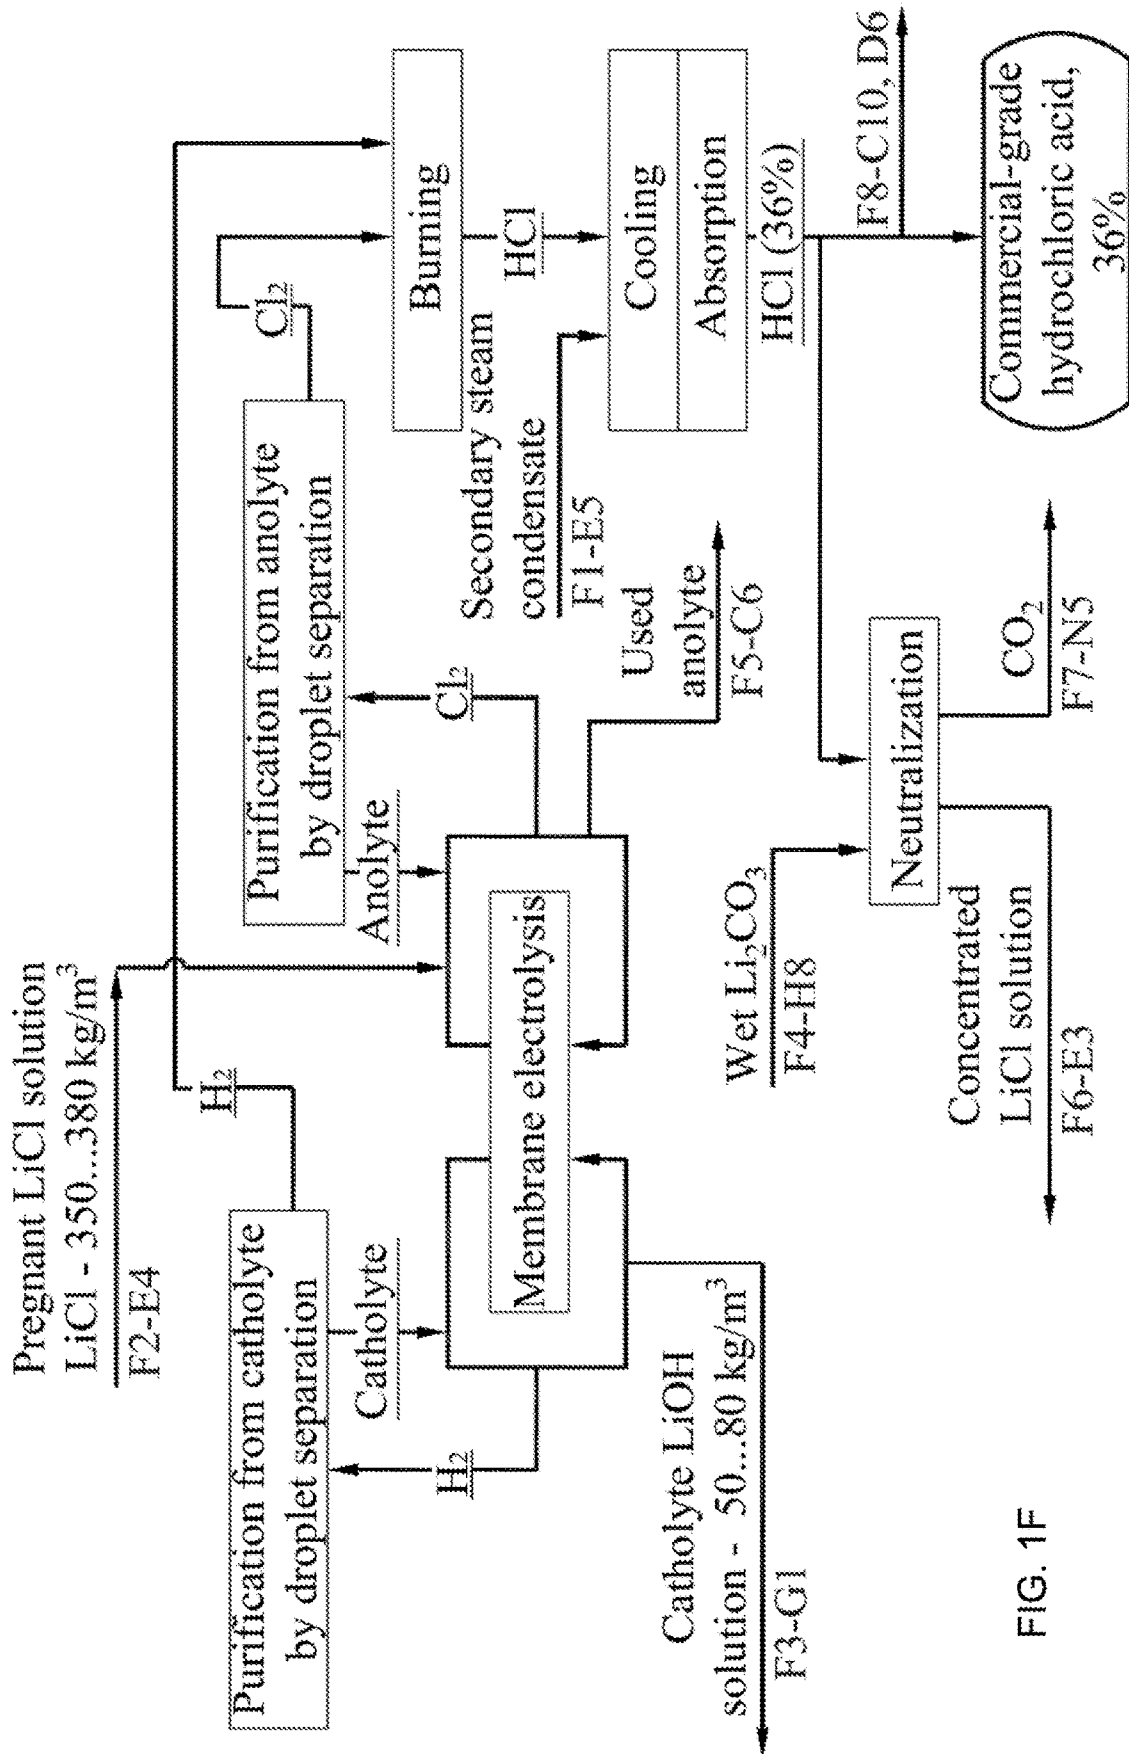 Pregnant LiCl solution
LiCl - 350...380 kg/m³
F2-E4
Purification from catholyte
by droplet separation
H₂
Purification from anolyte
by droplet separation
Cl₂
Catholyte
H₂
Anolyte
Cl₂
Membrane electrolysis
Burning
HCl
Secondary steam
condensate
F1-E5
Cooling
Absorption
HCl (36%)
Used
anolyte
F5-C6
Catholyte LiOH
solution - 50...80 kg/m³
F3-G1
Wet Li₂CO₃
F4-H8
Neutralization
Concentrated
LiCl solution
F6-E3
CO₂
F7-N5
F8-C10, D6
Commercial-grade
hydrochloric acid,
36%
FIG. 1F